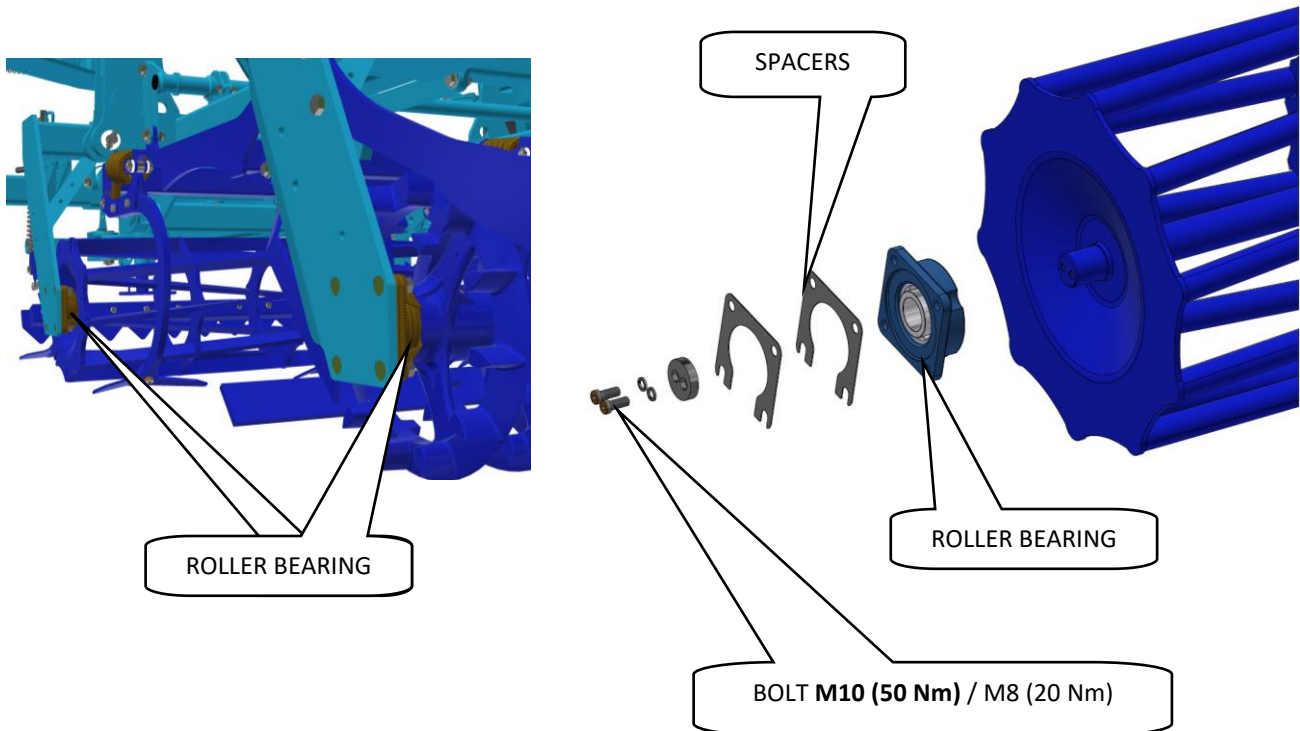 SPACERS
ROLLER BEARING
ROLLER BEARING
BOLT M10 (50 Nm) / M8 (20 Nm)